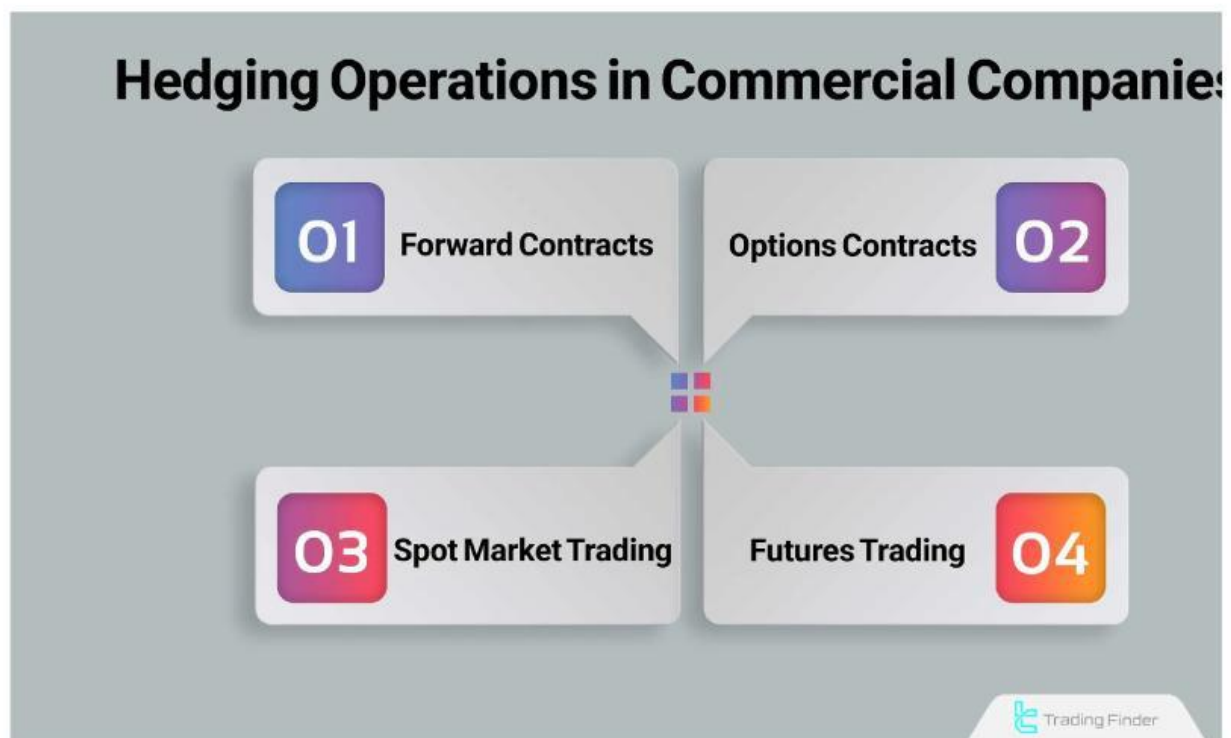 Hedging Operations in Commercial Companies
01 Forward Contracts
Options Contracts 02
03 Spot Market Trading
Futures Trading 04
Trading Finder